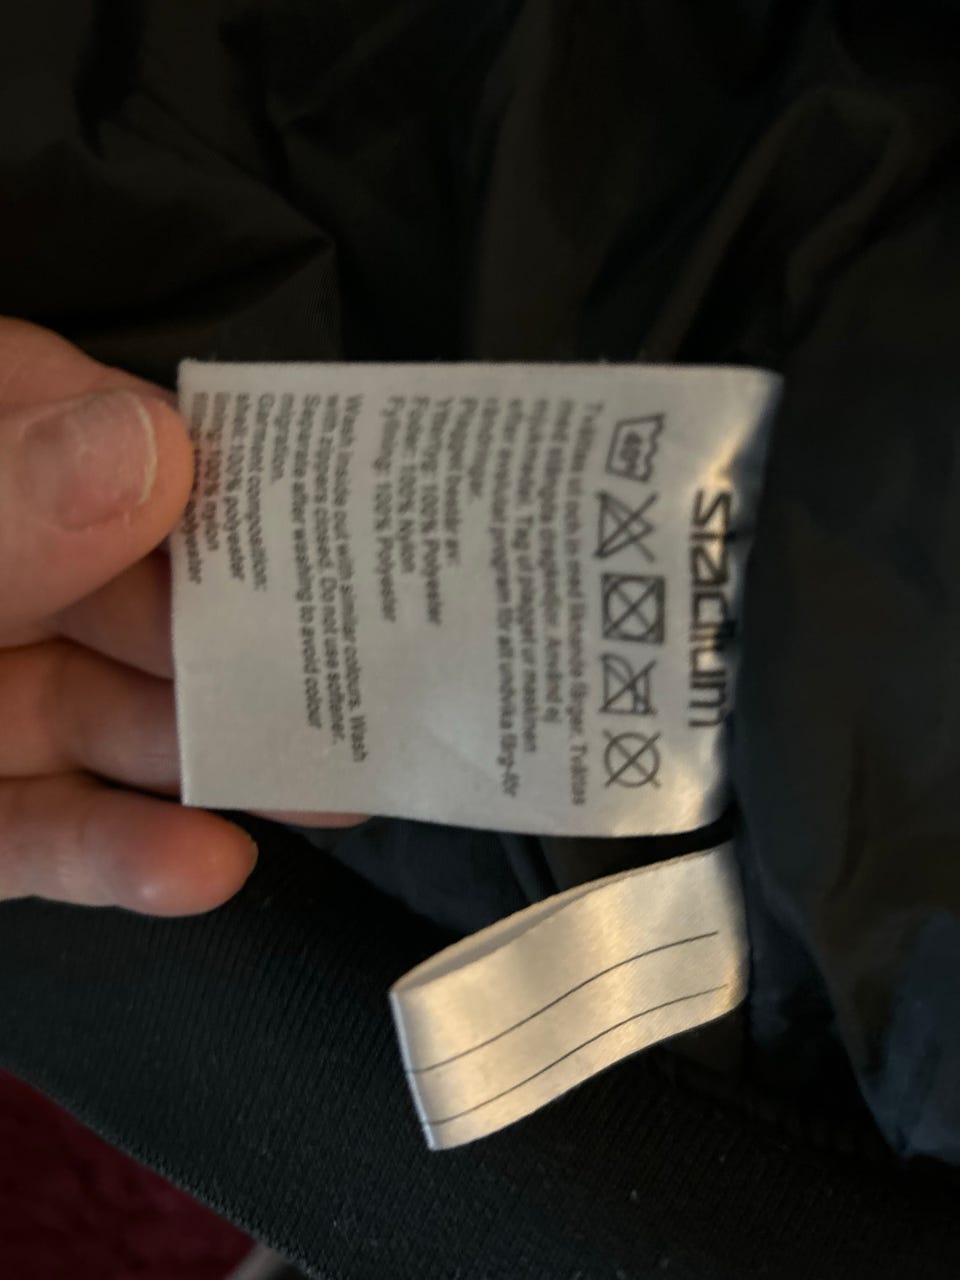 stadium
40°
Tvättas ut och in med liknande färger. Tvättas
med stängda dragkedjor. Använd ej
sköljmedel. Tag ut plagget ur maskinen
efter avslutat program för att undvika färg-för
ändringar.
Plagget består av:
Yttertyg: 100% Polyester
Foder: 100% Nylon
Fyllning: 100% Polyester
Wash inside out with similar colours. Wash
with zippers closed. Do not use softener.
Separate after washing to avoid colour
migration.
Garment composition:
shell: 100% polyester
lining: 100% nylon
polyester